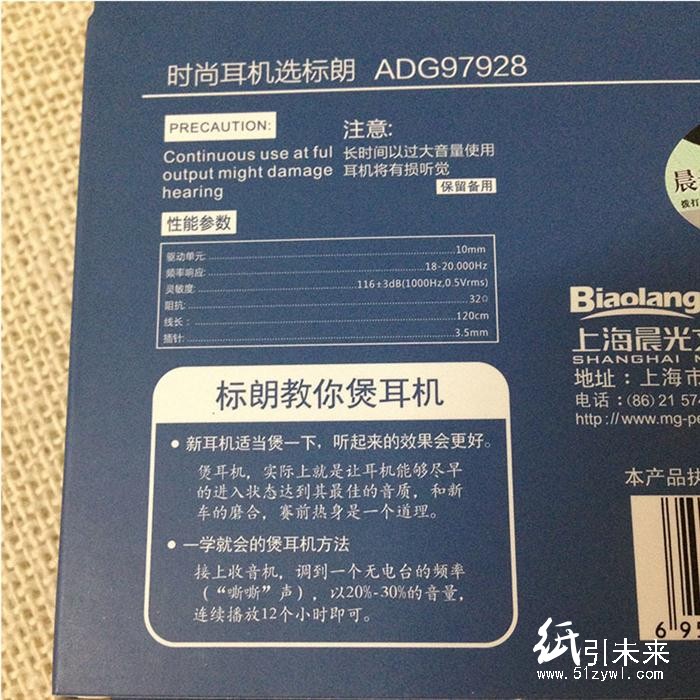 时尚耳机选标朗 ADG97928
PRECAUTION:
Continuous use at ful
output might damage
hearing
注意:
长时间以过大音量使用
耳机将有损听觉
保留备用
性能参数
驱动单元: 10mm
频率响应: 18-20.000Hz
灵敏度: 116±3dB(1000Hz,0.5Vrms)
阻抗: 32Ω
线长: 120cm
插针: 3.5mm
标朗教你煲耳机
• 新耳机适当煲一下，听起来的效果会更好。
煲耳机，实际上就是让耳机能够尽早
的进入状态达到其最佳的音质，和新
车的磨合，赛前热身是一个道理。
• 一学就会的煲耳机方法
接上收音机，调到一个无电台的频率
(“嘶嘶”声)，以20%-30%的音量，
连续播放12个小时即可。
晨
拨打
Biaolang
上海晨光文
SHANGHAI
地址：上海市
电话：(86) 21 574
http://www.mg-pe
本产品执
6 95
纸引未来
www.51zywl.com